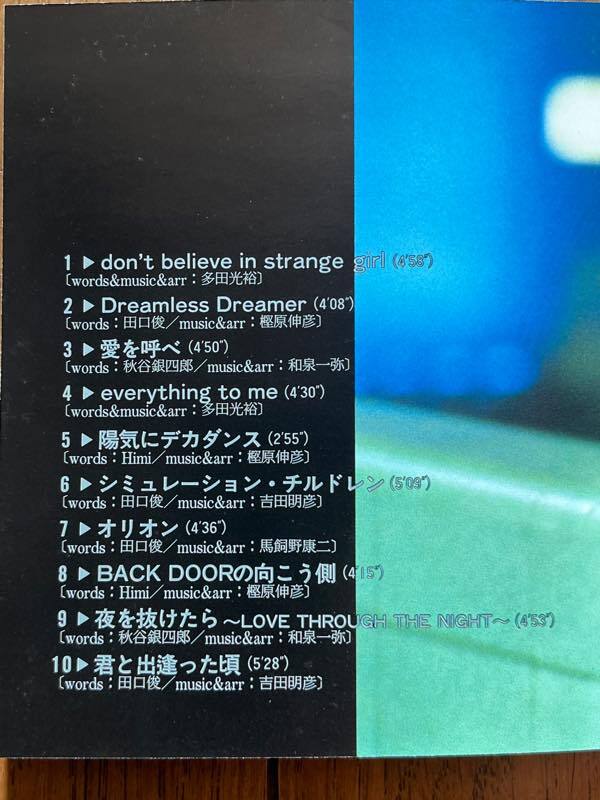 1 ▶ don't believe in strange girl (4'58")
〔words&music&arr：多田光裕〕
2 ▶ Dreamless Dreamer (4'08")
〔words：田口俊／music&arr：樫原伸彦〕
3 ▶ 愛を呼べ (4'50")
〔words：秋谷銀四郎／music&arr：和泉一弥〕
4 ▶ everything to me (4'30")
〔words&music&arr：多田光裕〕
5 ▶ 陽気にデカダンス (2'55")
〔words：Himi／music&arr：樫原伸彦〕
6 ▶ シミュレーション・チルドレン (5'09")
〔words：田口俊／music&arr：吉田明彦〕
7 ▶ オリオン (4'36")
〔words：田口俊／music&arr：馬飼野康二〕
8 ▶ BACK DOORの向こう側 (4'15")
〔words：Himi／music&arr：樫原伸彦〕
9 ▶ 夜を抜けたら 〜LOVE THROUGH THE NIGHT〜 (4'53")
〔words：秋谷銀四郎／music&arr：和泉一弥〕
10 ▶ 君と出逢った頃 (5'28")
〔words：田口俊／music&arr：吉田明彦〕